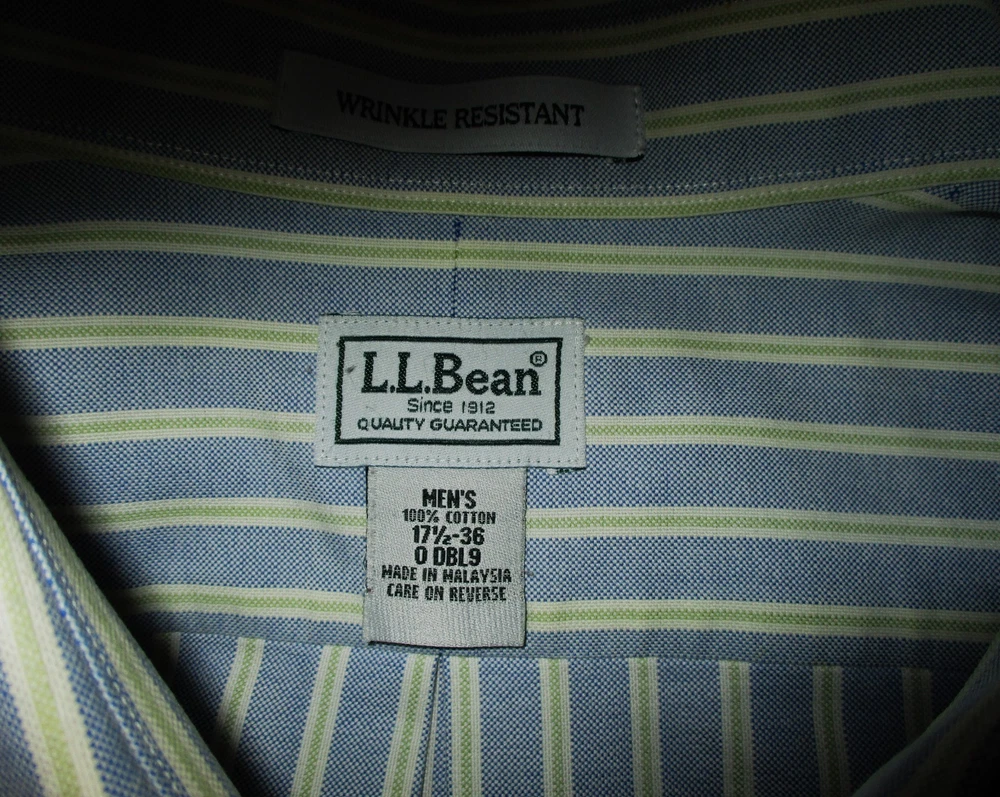 WRINKLE RESISTANT
L.L.Bean®
Since 1912
QUALITY GUARANTEED
MEN'S
100% COTTON
17½-36
0 DBL9
MADE IN MALAYSIA
CARE ON REVERSE